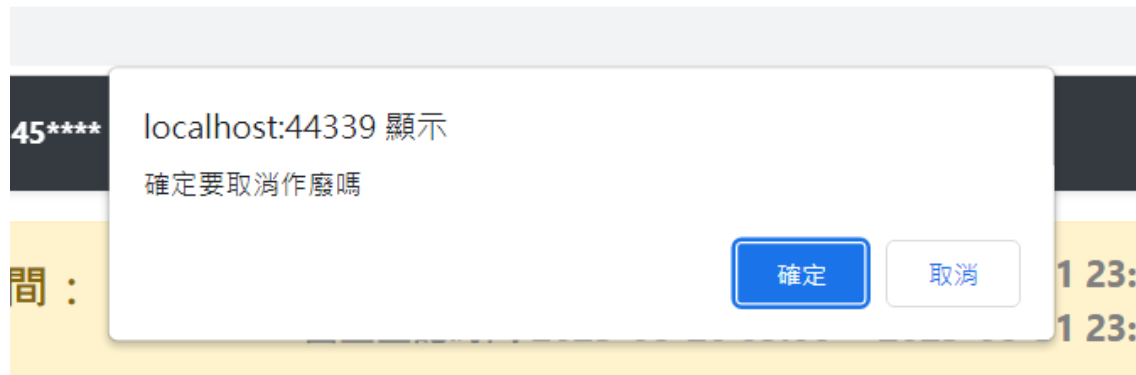 45****
localhost:44339 顯示
確定要取消作廢嗎
確定
取消
間：
1 23:
1 23: